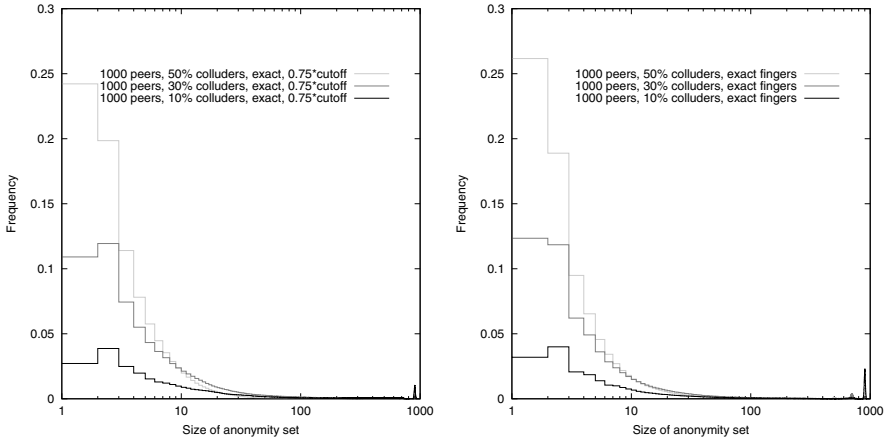 0.3
0.25
0.2
0.15
0.1
0.05
0
Frequency
1000 peers, 50% colluders, exact, 0.75*cutoff
1000 peers, 30% colluders, exact, 0.75*cutoff
1000 peers, 10% colluders, exact, 0.75*cutoff
1 10 100 1000
Size of anonymity set
0.3
0.25
0.2
0.15
0.1
0.05
0
Frequency
1000 peers, 50% colluders, exact fingers
1000 peers, 30% colluders, exact fingers
1000 peers, 10% colluders, exact fingers
1 10 100 1000
Size of anonymity set